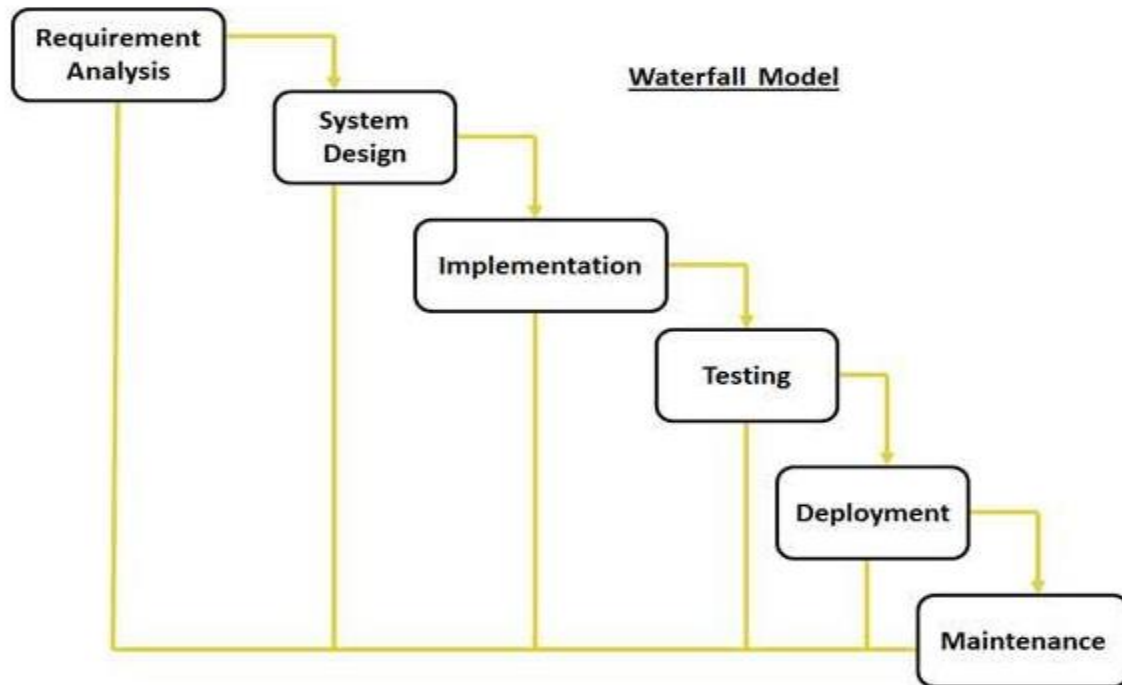 Requirement
Analysis
Waterfall Model
System
Design
Implementation
Testing
Deployment
Maintenance